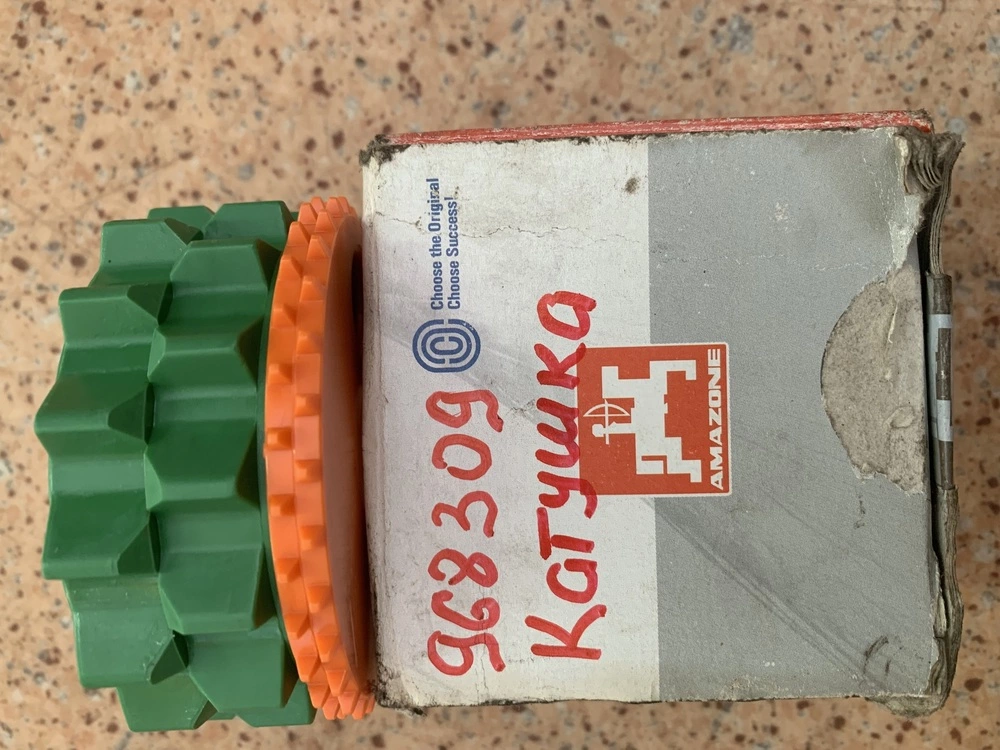 Choose the Original
Choose Success!
968309
Катушка
AMAZONE